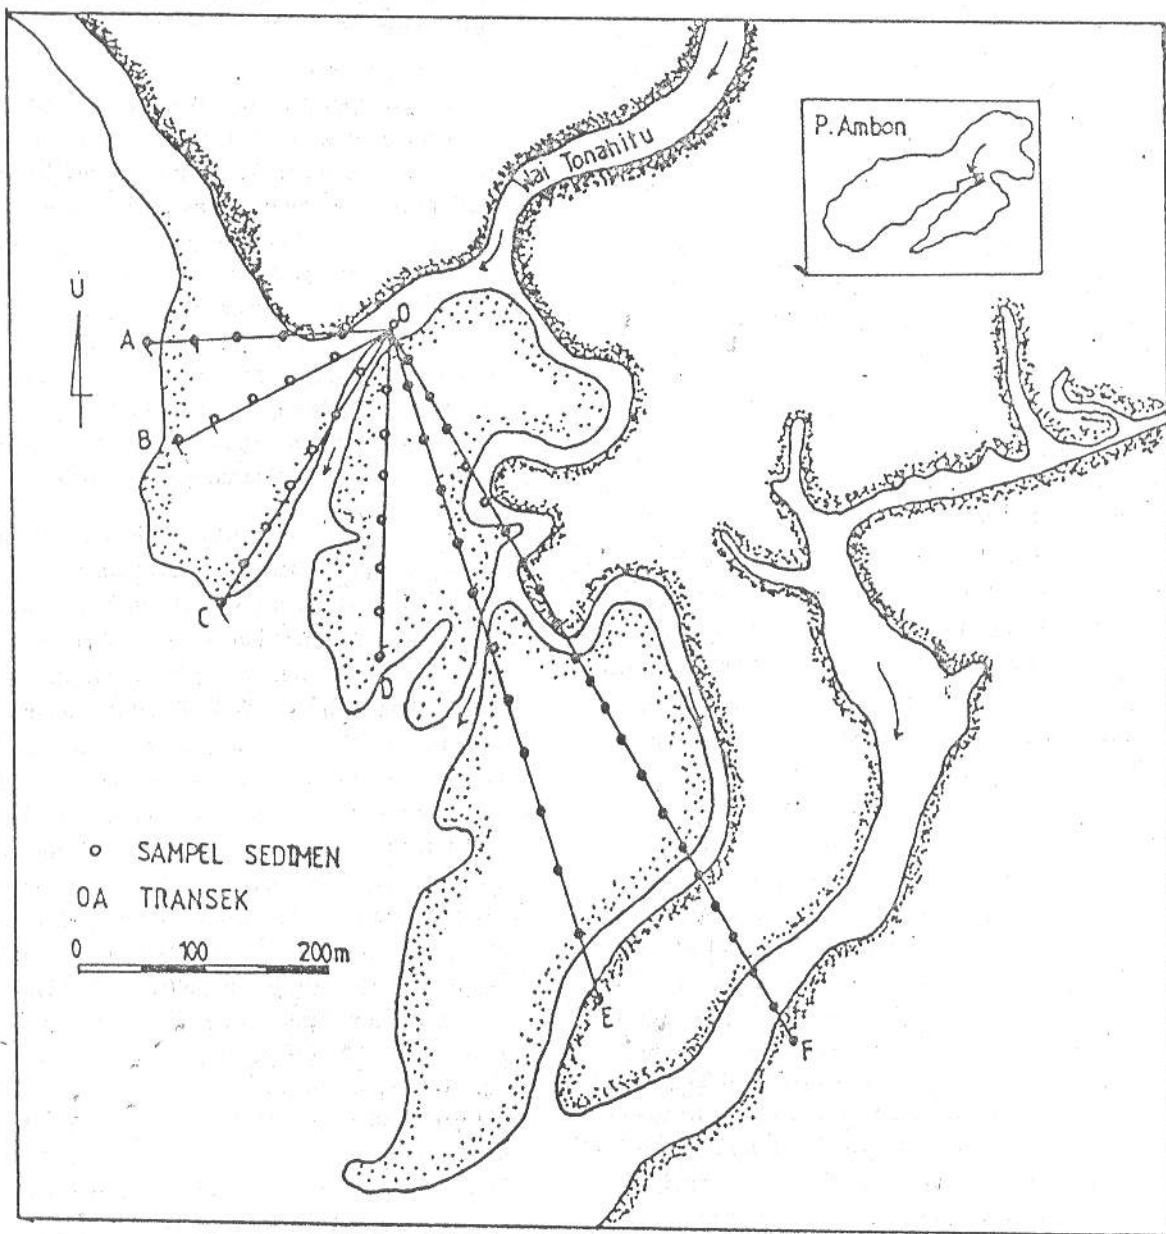 Wai Tonahitu
P. Ambon
U
O
A
B
C
D
E
F
o SAMPEL SEDIMEN
OA TRANSEK
0 100 200m